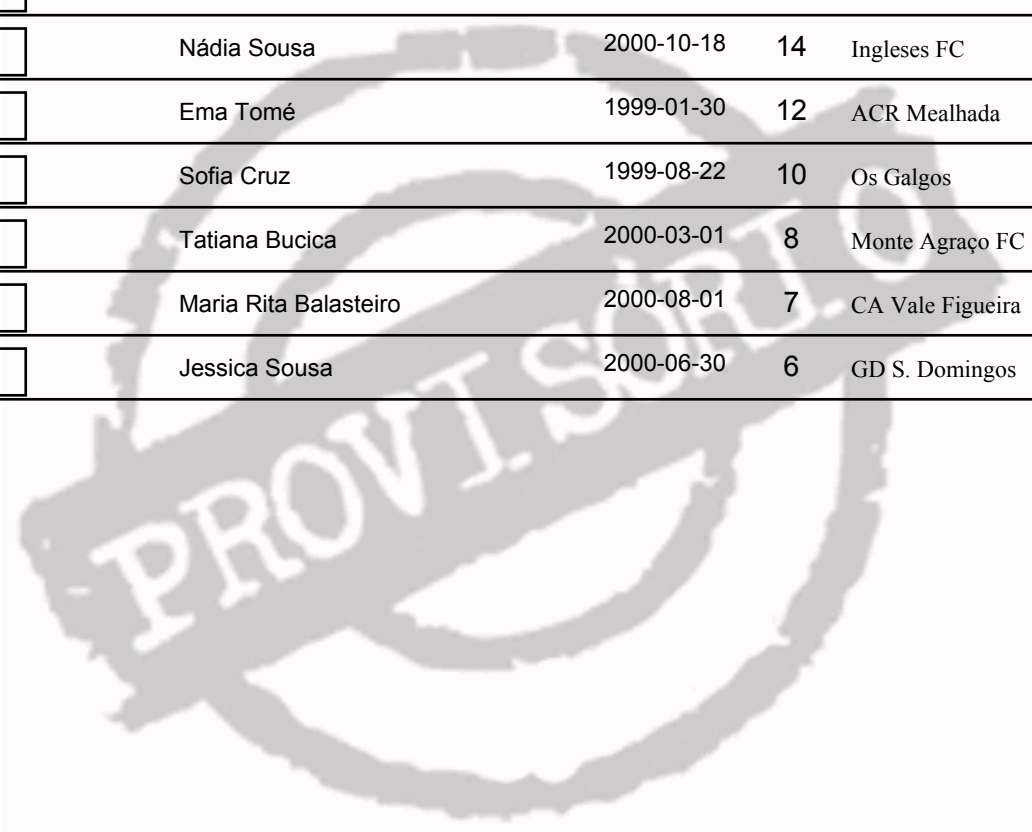 Nádia Sousa 2000-10-18 14 Ingleses FC
Ema Tomé 1999-01-30 12 ACR Mealhada
Sofia Cruz 1999-08-22 10 Os Galgos
Tatiana Bucica 2000-03-01 8 Monte Agraço FC
Maria Rita Balasteiro 2000-08-01 7 CA Vale Figueira
Jessica Sousa 2000-06-30 6 GD S. Domingos
PROVISÓRIO